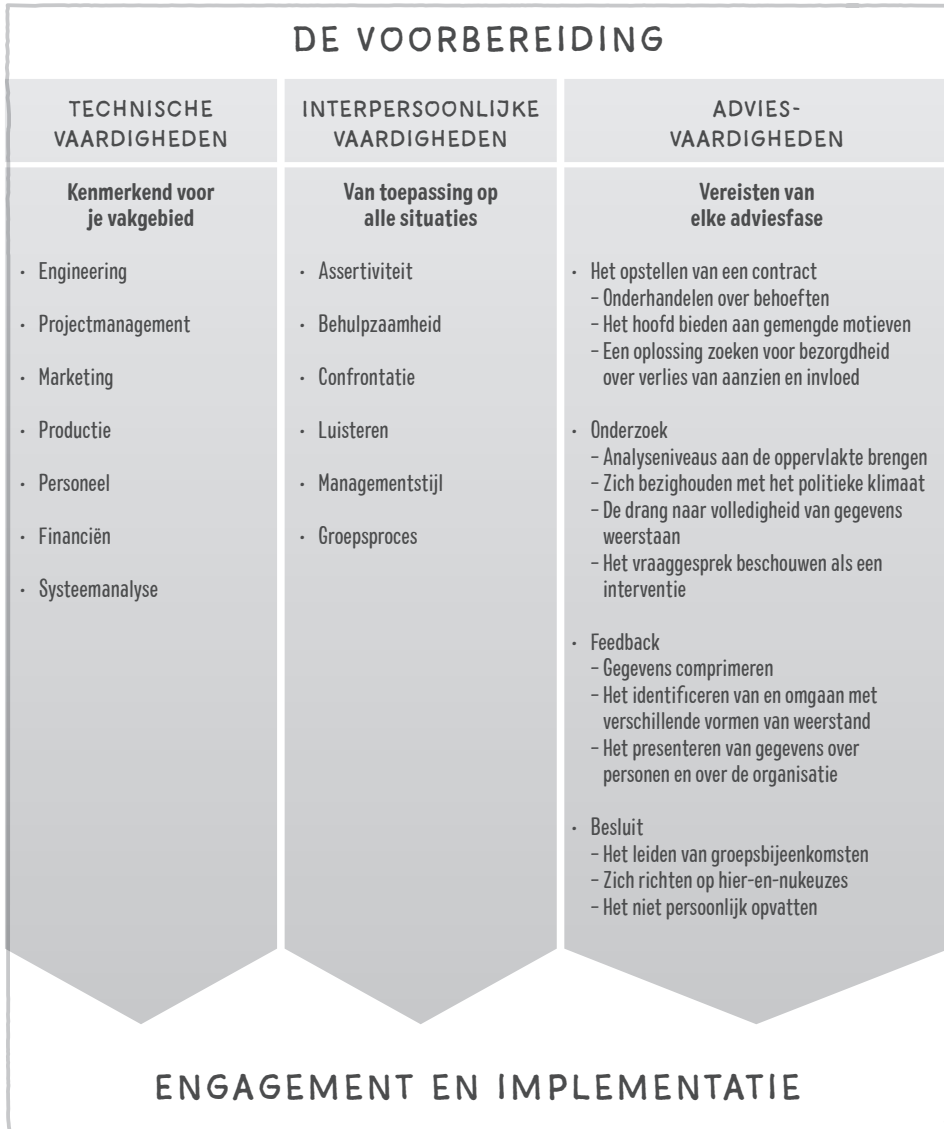 DE VOORBEREIDING
TECHNISCHE
VAARDIGHEDEN
Kenmerkend voor
je vakgebied
· Engineering
· Projectmanagement
· Marketing
· Productie
· Personeel
· Financiën
· Systeemanalyse
INTERPERSOONLIJKE
VAARDIGHEDEN
Van toepassing op
alle situaties
· Assertiviteit
· Behulpzaamheid
· Confrontatie
· Luisteren
· Managementstijl
· Groepsproces
ADVIES-
VAARDIGHEDEN
Vereisten van
elke adviesfase
· Het opstellen van een contract
– Onderhandelen over behoeften
– Het hoofd bieden aan gemengde motieven
– Een oplossing zoeken voor bezorgdheid
over verlies van aanzien en invloed
· Onderzoek
– Analyseniveaus aan de oppervlakte brengen
– Zich bezighouden met het politieke klimaat
– De drang naar volledigheid van gegevens
weerstaan
– Het vraaggesprek beschouwen als een
interventie
· Feedback
– Gegevens comprimeren
– Het identificeren van en omgaan met
verschillende vormen van weerstand
– Het presenteren van gegevens over
personen en over de organisatie
· Besluit
– Het leiden van groepsbijeenkomsten
– Zich richten op hier-en-nukeuzes
– Het niet persoonlijk opvatten
ENGAGEMENT EN IMPLEMENTATIE